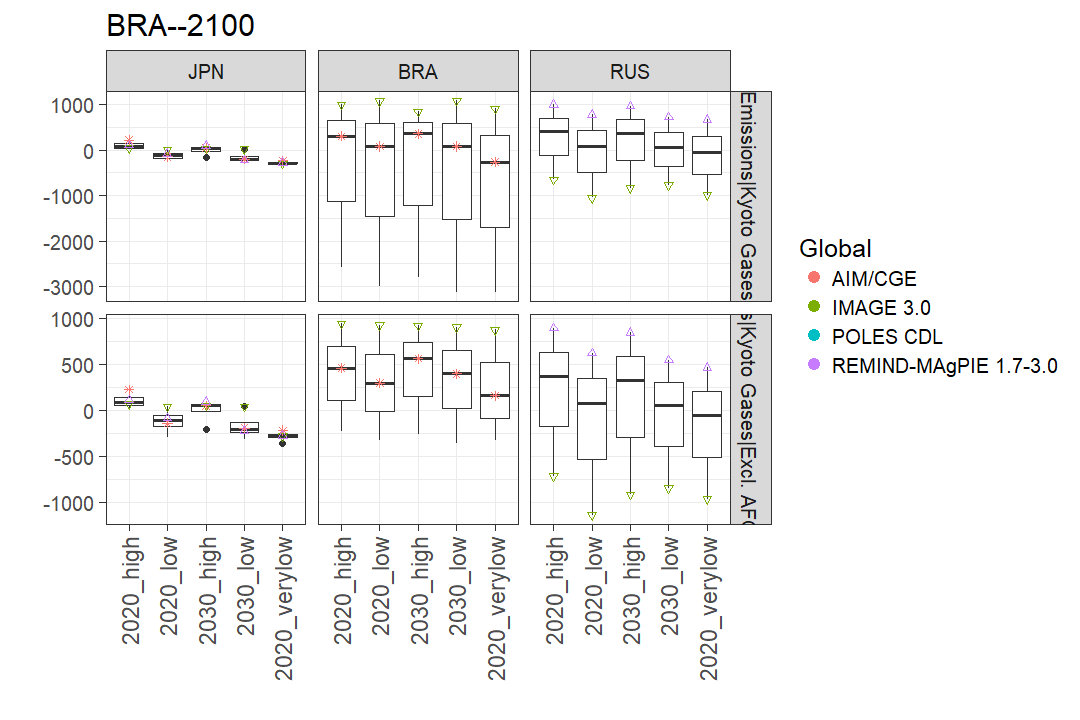 BRA--2100
JPN
BRA
RUS
1000
0
-1000
-2000
-3000
Emissions|Kyoto Gases
1000
500
0
-500
-1000
s|Kyoto Gases|Excl. AFO
2020_high
2020_low
2030_high
2030_low
2020_verylow
2020_high
2020_low
2030_high
2030_low
2020_verylow
2020_high
2020_low
2030_high
2030_low
2020_verylow
Global
AIM/CGE
IMAGE 3.0
POLES CDL
REMIND-MAgPIE 1.7-3.0